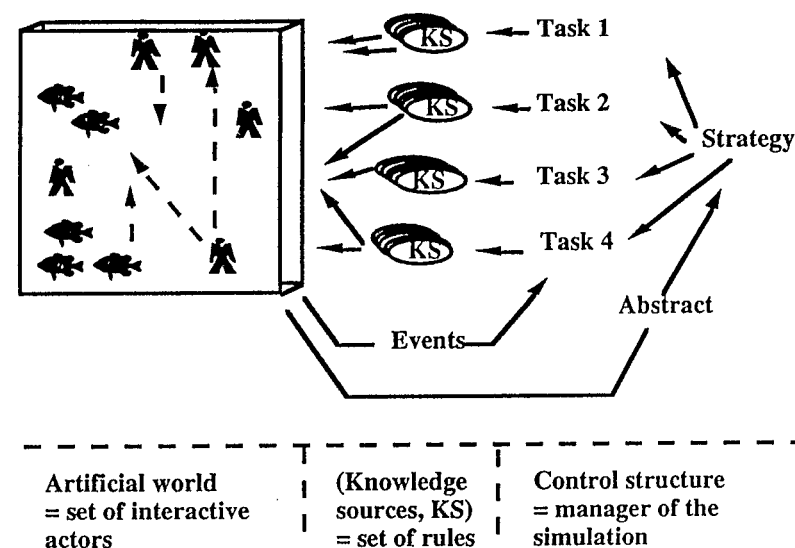 KS
Task 1
KS
Task 2
Strategy
KS
Task 3
KS
Task 4
Abstract
Events
Artificial world
= set of interactive
actors
(Knowledge
sources, KS)
= set of rules
Control structure
= manager of the
simulation